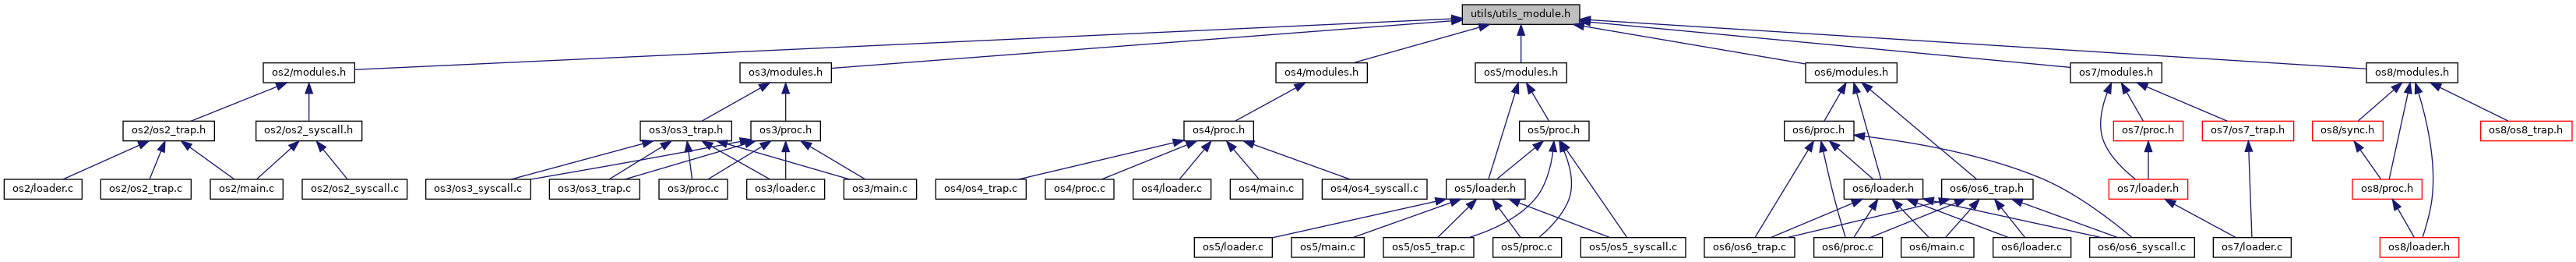 utils/utils_module.h
os2/modules.h
os3/modules.h
os4/modules.h
os5/modules.h
os6/modules.h
os7/modules.h
os8/modules.h
os2/os2_trap.h
os2/os2_syscall.h
os3/os3_trap.h
os3/proc.h
os4/proc.h
os5/proc.h
os6/proc.h
os7/proc.h
os7/os7_trap.h
os8/sync.h
os8/os8_trap.h
os2/loader.c
os2/os2_trap.c
os2/main.c
os2/os2_syscall.c
os3/os3_syscall.c
os3/os3_trap.c
os3/proc.c
os3/loader.c
os3/main.c
os4/os4_trap.c
os4/proc.c
os4/loader.c
os4/main.c
os4/os4_syscall.c
os5/loader.h
os6/loader.h
os6/os6_trap.h
os7/loader.h
os8/proc.h
os5/loader.c
os5/main.c
os5/os5_trap.c
os5/proc.c
os5/os5_syscall.c
os6/os6_trap.c
os6/proc.c
os6/main.c
os6/loader.c
os6/os6_syscall.c
os7/loader.c
os8/loader.h